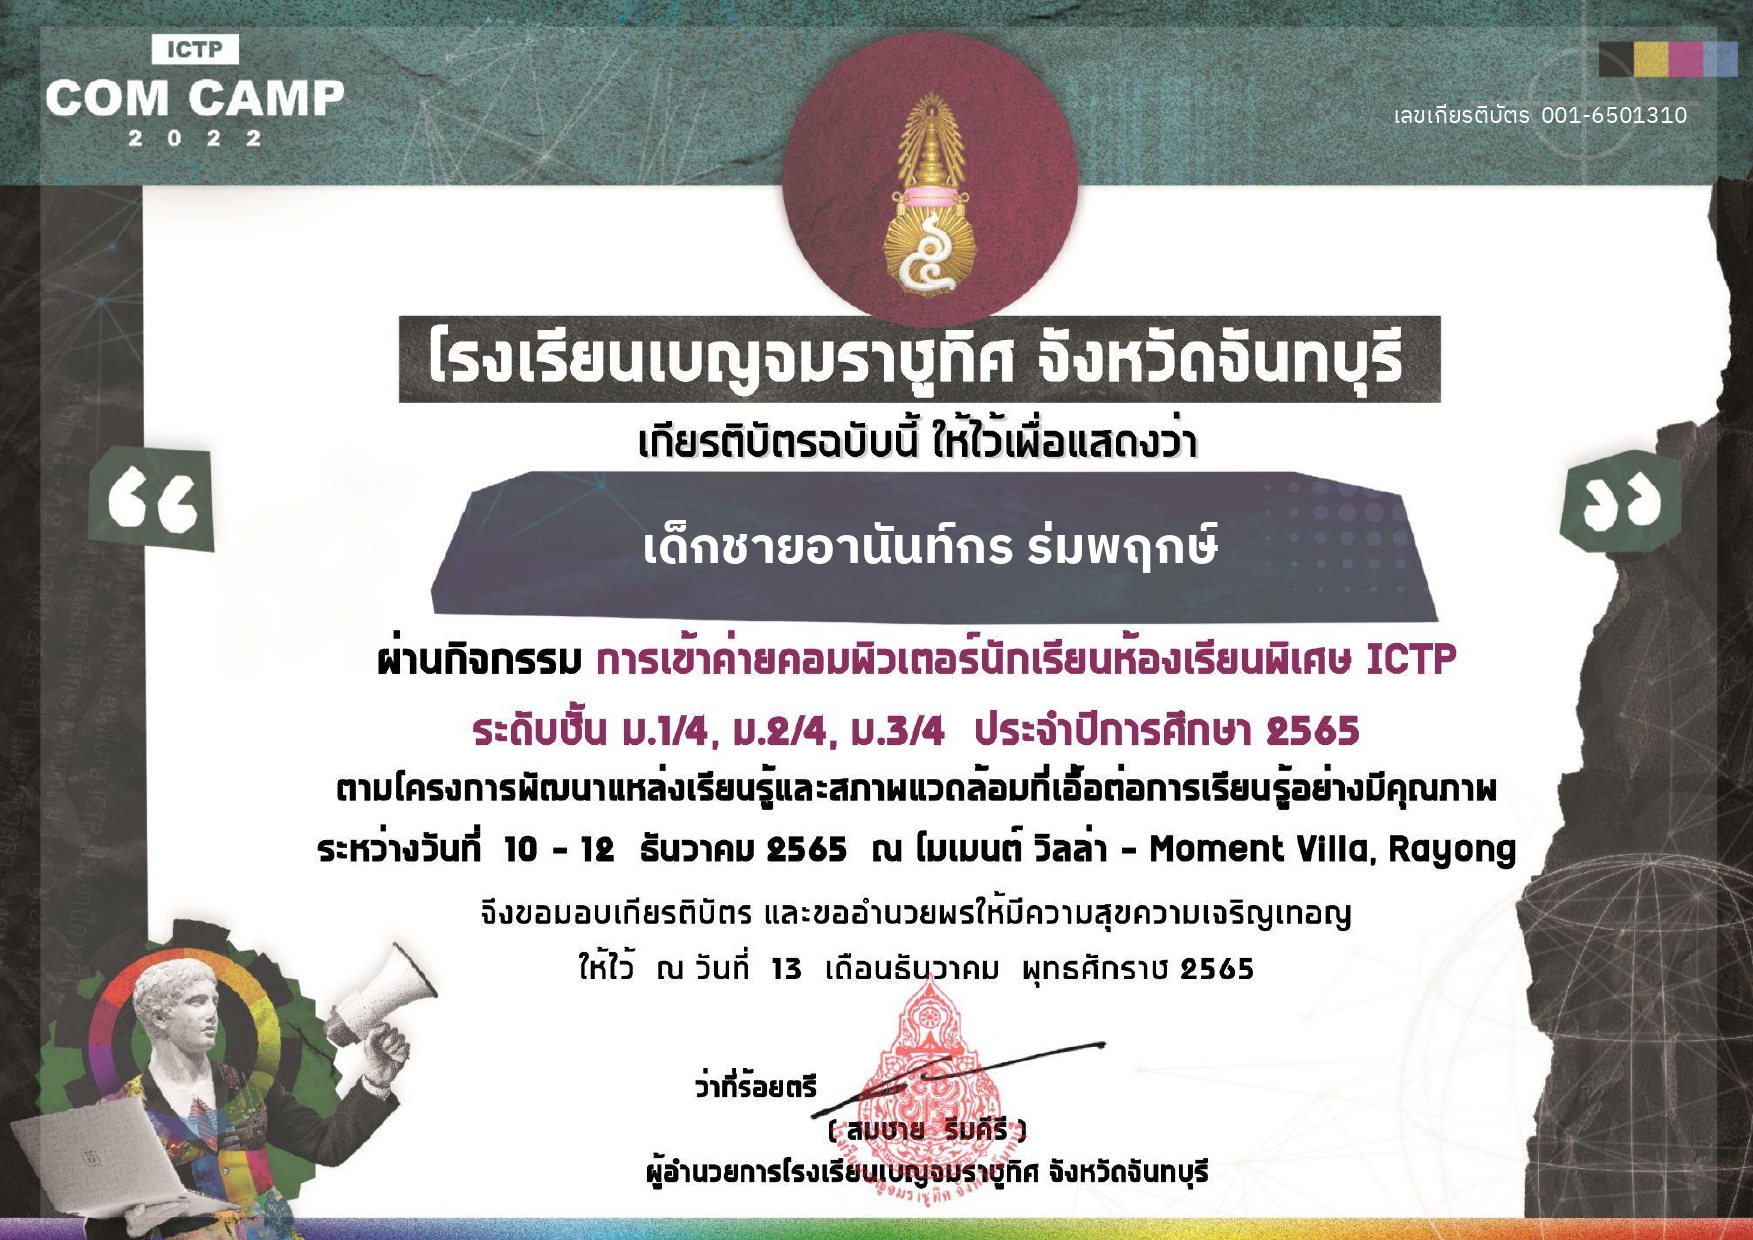 ICTP
COM CAMP
2 0 2 2
เลขเกียรติบัตร 001-6501310
โรงเรียนเบญจมราชูทิศ จังหวัดจันทบุรี
เกียรติบัตรฉบับนี้ ให้ไว้เพื่อแสดงว่า
เด็กชายอานันท์กร ร่มพฤกษ์
ผ่านกิจกรรม การเข้าค่ายคอมพิวเตอร์นักเรียนห้องเรียนพิเศษ ICTP
ระดับชั้น ม.1/4, ม.2/4, ม.3/4 ประจำปีการศึกษา 2565
ตามโครงการพัฒนาแหล่งเรียนรู้และสภาพแวดล้อมที่เอื้อต่อการเรียนรู้อย่างมีคุณภาพ
ระหว่างวันที่ 10 - 12 ธันวาคม 2565 ณ โมเมนต์ วิลล่า - Moment Villa, Rayong
จึงขอมอบเกียรติบัตร และขออำนวยพรให้มีความสุขความเจริญเทอญ
ให้ไว้ ณ วันที่ 13 เดือนธันวาคม พุทธศักราช 2565
ว่าที่ร้อยตรี
( สมชาย รีมคีรี )
ผู้อำนวยการโรงเรียนเบญจมราชูทิศ จังหวัดจันทบุรี